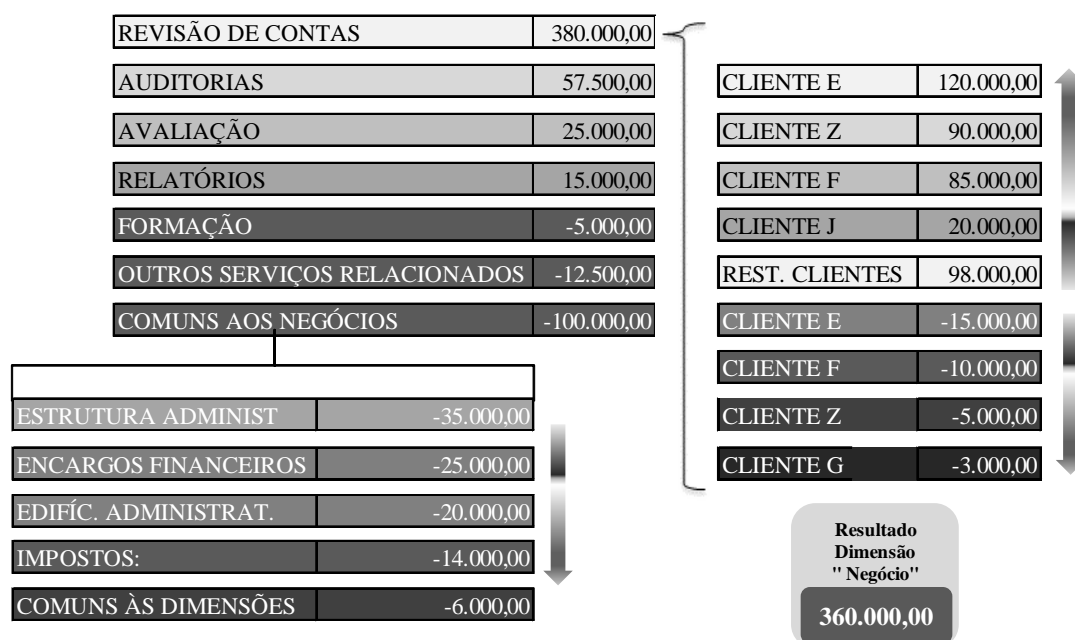 REVISÃO DE CONTAS 380.000,00
AUDITORIAS 57.500,00
AVALIAÇÃO 25.000,00
RELATÓRIOS 15.000,00
FORMAÇÃO -5.000,00
OUTROS SERVIÇOS RELACIONADOS -12.500,00
COMUNS AOS NEGÓCIOS -100.000,00
ESTRUTURA ADMINIST -35.000,00
ENCARGOS FINANCEIROS -25.000,00
EDIFÍC. ADMINISTRAT. -20.000,00
IMPOSTOS: -14.000,00
COMUNS ÀS DIMENSÕES -6.000,00
CLIENTE E 120.000,00
CLIENTE Z 90.000,00
CLIENTE F 85.000,00
CLIENTE J 20.000,00
REST. CLIENTES 98.000,00
CLIENTE E -15.000,00
CLIENTE F -10.000,00
CLIENTE Z -5.000,00
CLIENTE G -3.000,00
Resultado
Dimensão
" Negócio"
360.000,00